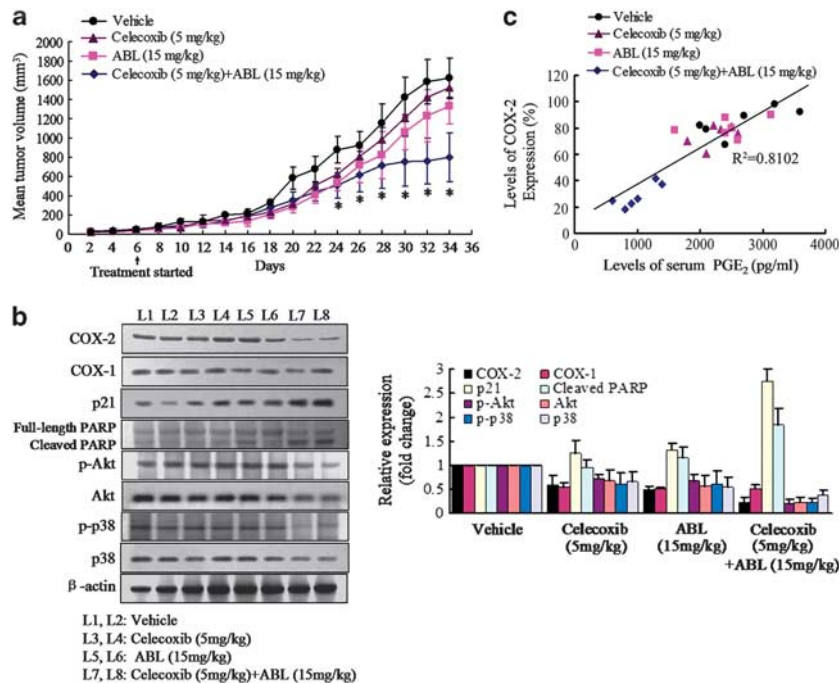 a
Vehicle
Celecoxib (5 mg/kg)
ABL (15 mg/kg)
Celecoxib (5 mg/kg)+ABL (15 mg/kg)
Mean tumor volume (mm³)
2000
1800
1600
1400
1200
1000
800
600
400
200
0
0 2 4 6 8 10 12 14 16 18 20 22 24 26 28 30 32 34 36
* * * * * *
Treatment started
Days
c
Vehicle
Celecoxib (5 mg/kg)
ABL (15 mg/kg)
Celecoxib (5 mg/kg)+ABL (15 mg/kg)
Levels of COX-2
Expression (%)
120
100
80
60
40
20
0
R²=0.8102
0 1000 2000 3000 4000
Levels of serum PGE₂ (pg/ml)
b
L1 L2 L3 L4 L5 L6 L7 L8
COX-2
COX-1
p21
Full-length PARP
Cleaved PARP
p-Akt
Akt
p-p38
p38
β-actin
L1, L2: Vehicle
L3, L4: Celecoxib (5mg/kg)
L5, L6: ABL (15mg/kg)
L7, L8: Celecoxib (5mg/kg)+ABL (15mg/kg)
Relative expression
(fold change)
3
2.5
1
0.5
0
COX-2 COX-1
p21 Cleaved PARP
p-Akt Akt
p-p38 p38
Vehicle Celecoxib ABL Celecoxib
(5mg/kg) (15mg/kg) (5mg/kg)
+ABL (15mg/kg)